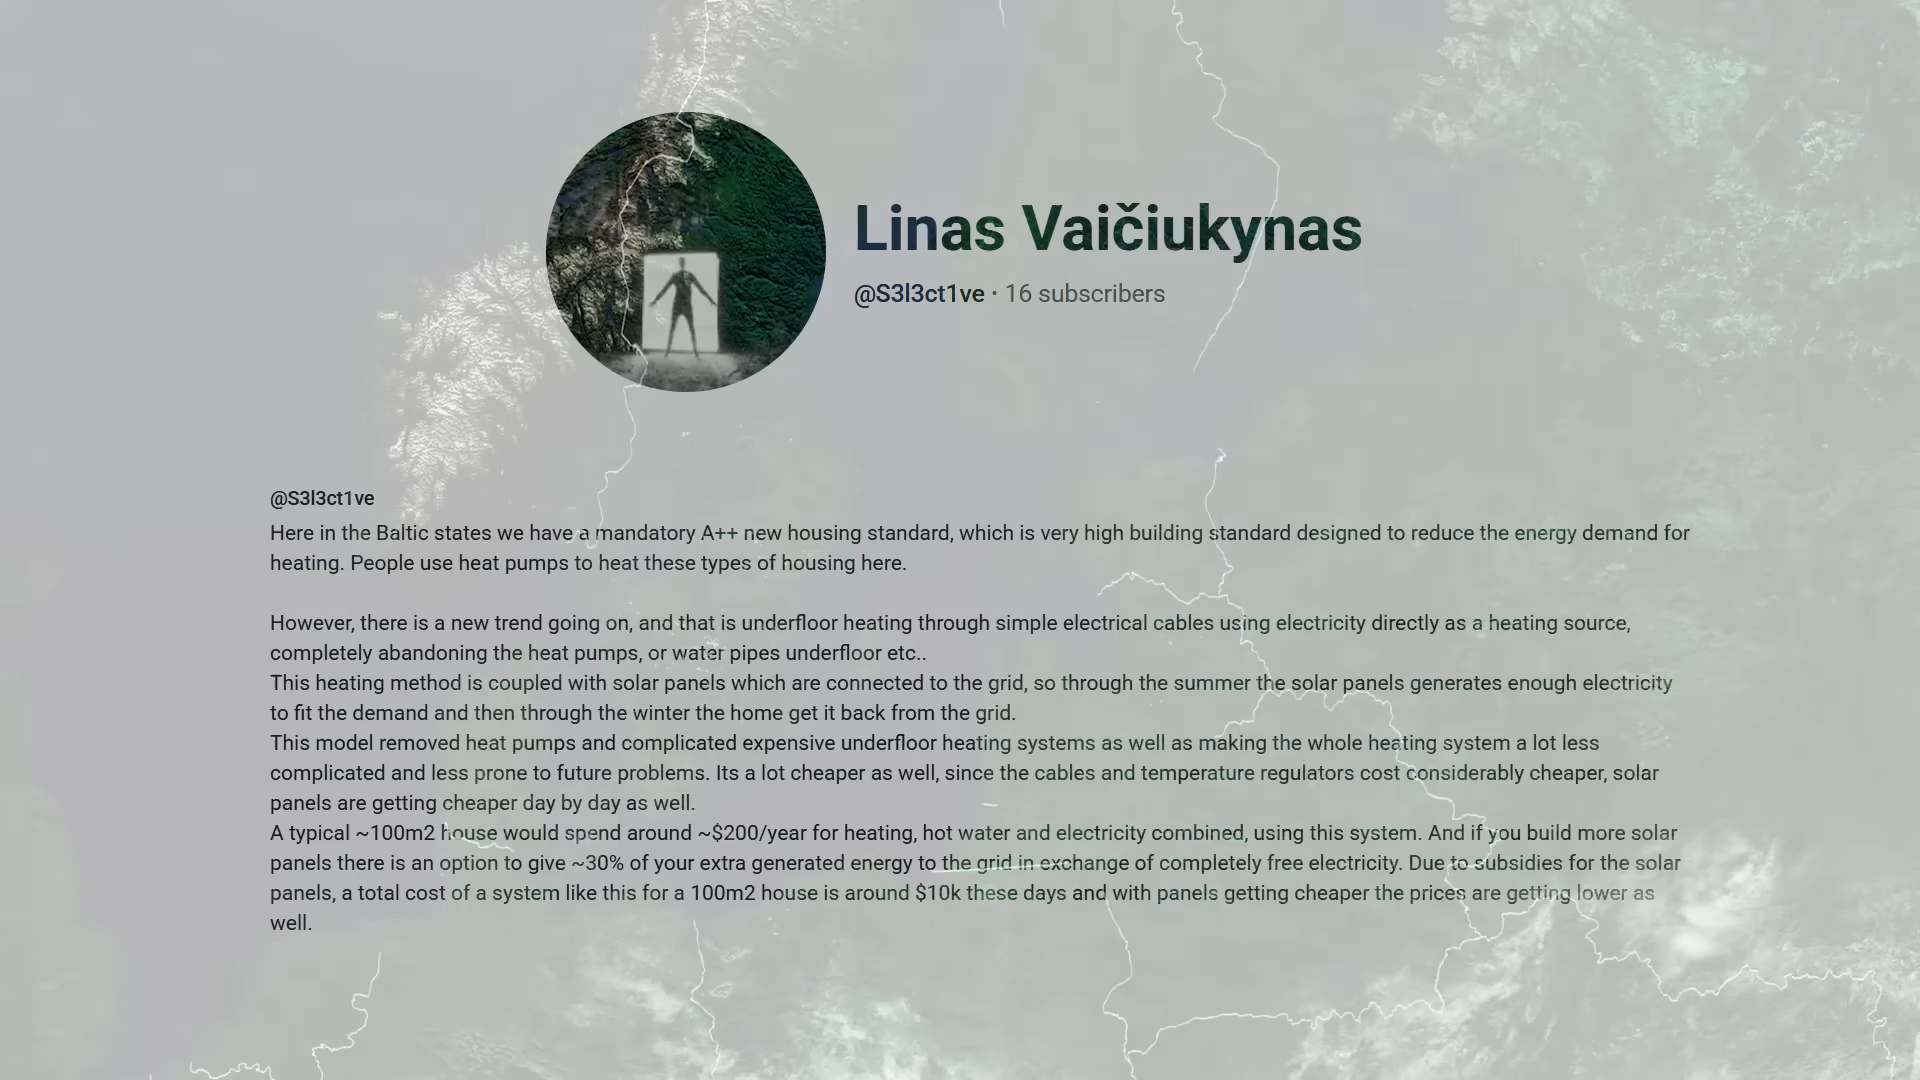 Linas Vaičiukynas
@S3l3ct1ve · 16 subscribers
@S3l3ct1ve
Here in the Baltic states we have a mandatory A++ new housing standard, which is very high building standard designed to reduce the energy demand for
heating. People use heat pumps to heat these types of housing here.
However, there is a new trend going on, and that is underfloor heating through simple electrical cables using electricity directly as a heating source,
completely abandoning the heat pumps, or water pipes underfloor etc..
This heating method is coupled with solar panels which are connected to the grid, so through the summer the solar panels generates enough electricity
to fit the demand and then through the winter the home get it back from the grid.
This model removed heat pumps and complicated expensive underfloor heating systems as well as making the whole heating system a lot less
complicated and less prone to future problems. Its a lot cheaper as well, since the cables and temperature regulators cost considerably cheaper, solar
panels are getting cheaper day by day as well.
A typical ~100m2 house would spend around ~$200/year for heating, hot water and electricity combined, using this system. And if you build more solar
panels there is an option to give ~30% of your extra generated energy to the grid in exchange of completely free electricity. Due to subsidies for the solar
panels, a total cost of a system like this for a 100m2 house is around $10k these days and with panels getting cheaper the prices are getting lower as
well.